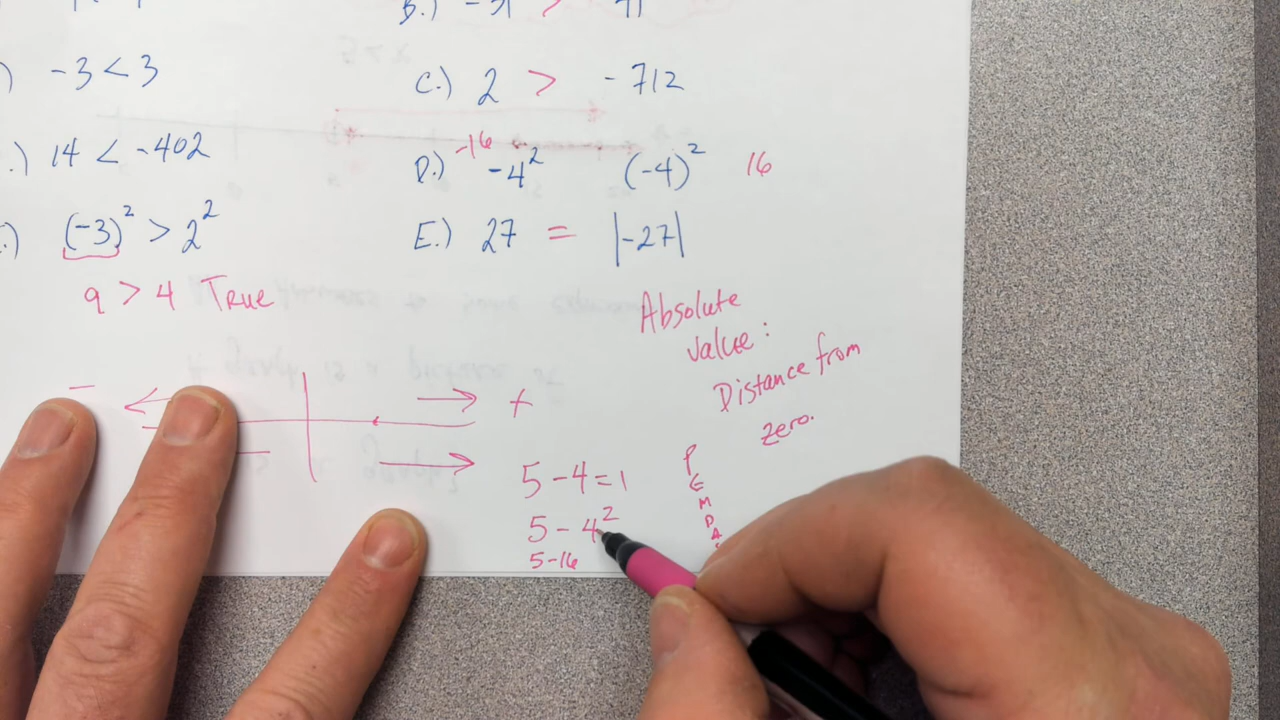 -3 < 3
C.) 2 > -712
.) 14 < -402
D.) -16 -4² (-4)² 16
(-3)² > 2²
E.) 27 = |-27|
9 > 4 True
Absolute
value:
Distance from
zero.
- +
5-4=1
5-4²
5-16
P
E
M
D
A